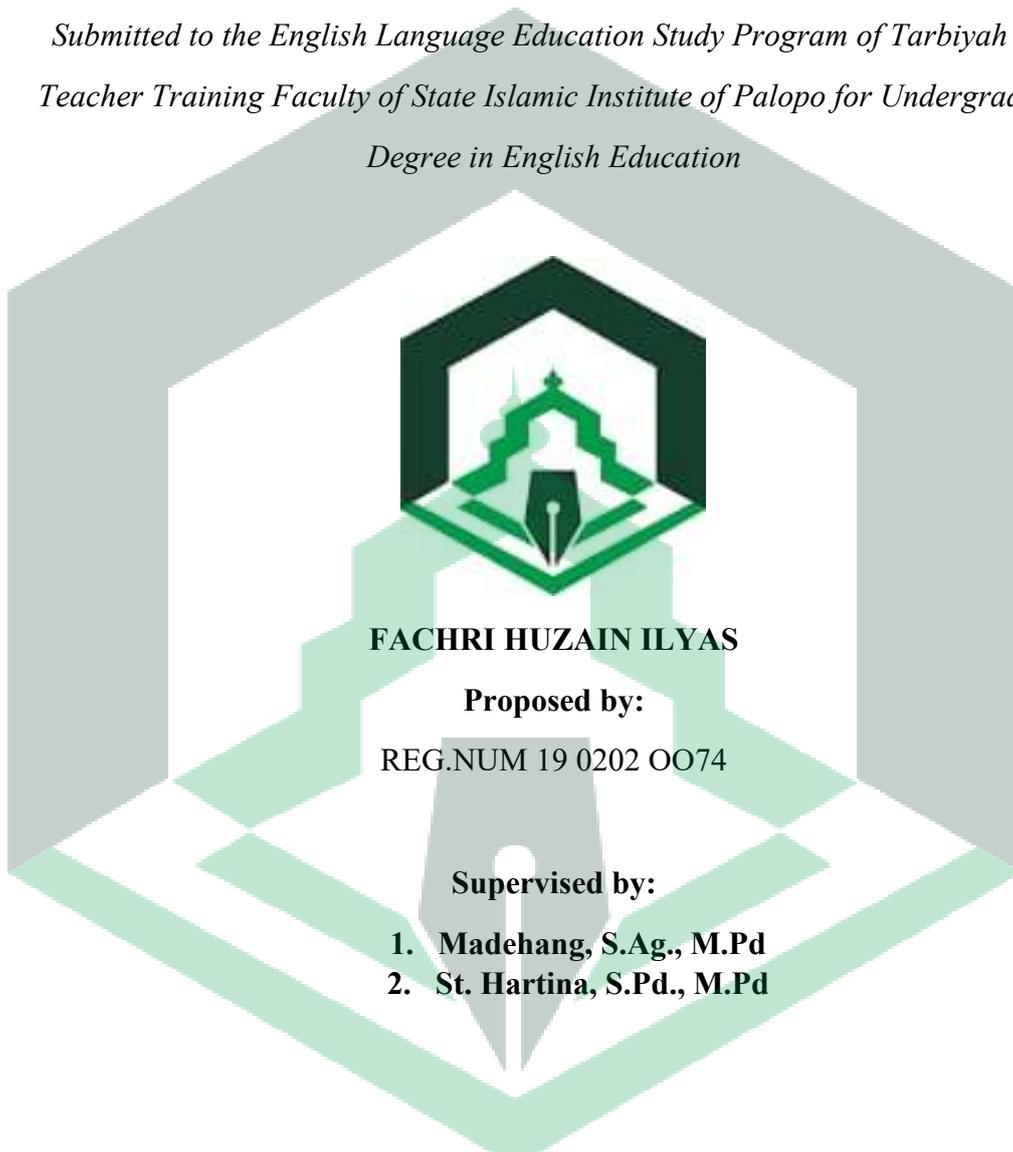 Submitted to the English Language Education Study Program of Tarbiyah
Teacher Training Faculty of State Islamic Institute of Palopo for Undergrad
Degree in English Education
FACHRI HUZAIN ILYAS
Proposed by:
REG.NUM 19 0202 OO74
Supervised by:
1. Madehang, S.Ag., M.Pd
2. St. Hartina, S.Pd., M.Pd